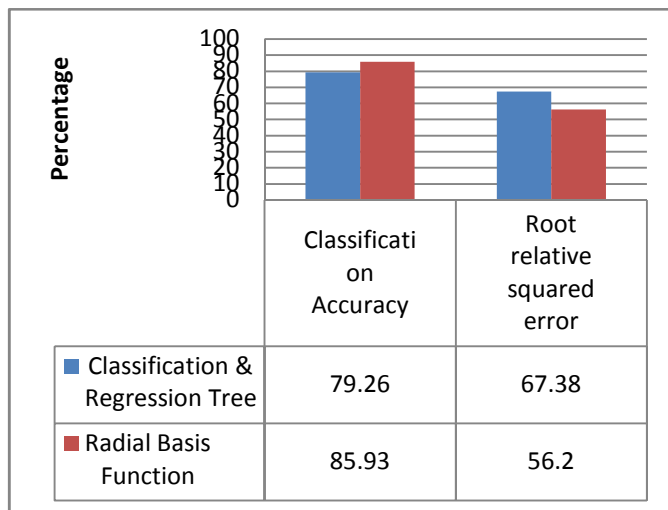 Percentage
100
90
80
70
60
50
40
30
20
10
0
Classificati
on
Accuracy
Root
relative
squared
error
Classification &
Regression Tree
79.26
67.38
Radial Basis
Function
85.93
56.2